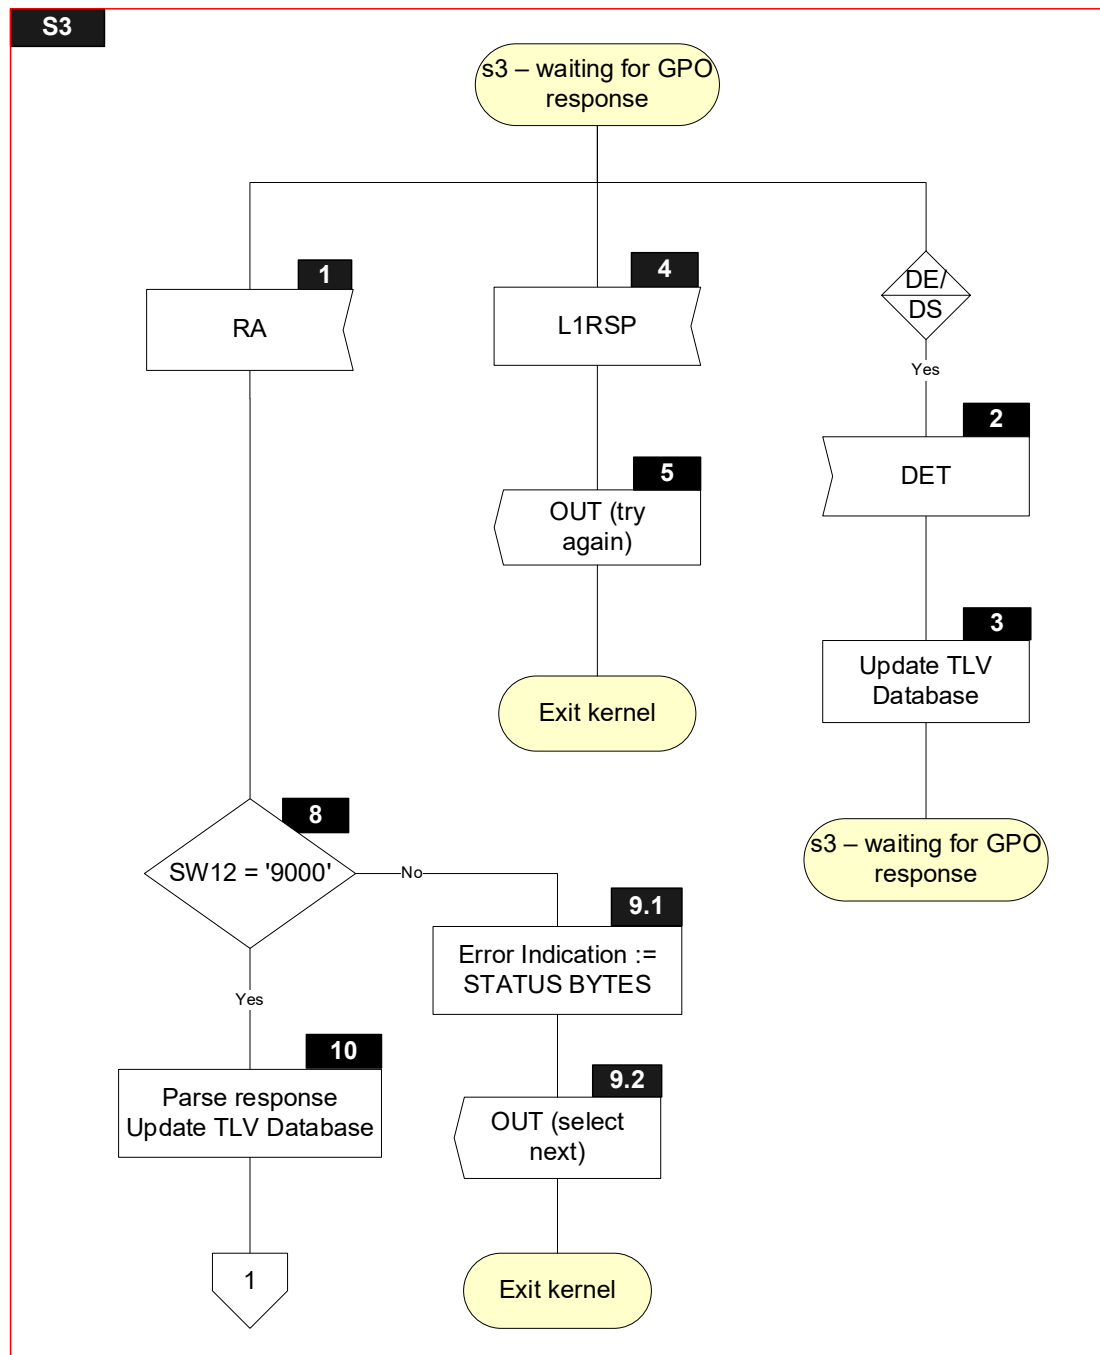 S3
s3 – waiting for GPO
response
1
RA
4
L1RSP
DE/
DS
Yes
2
DET
5
OUT (try
again)
3
Update TLV
Database
Exit kernel
s3 – waiting for GPO
response
8
SW12 = '9000'
No
Yes
9.1
Error Indication :=
STATUS BYTES
10
Parse response
Update TLV Database
9.2
OUT (select
next)
1
Exit kernel